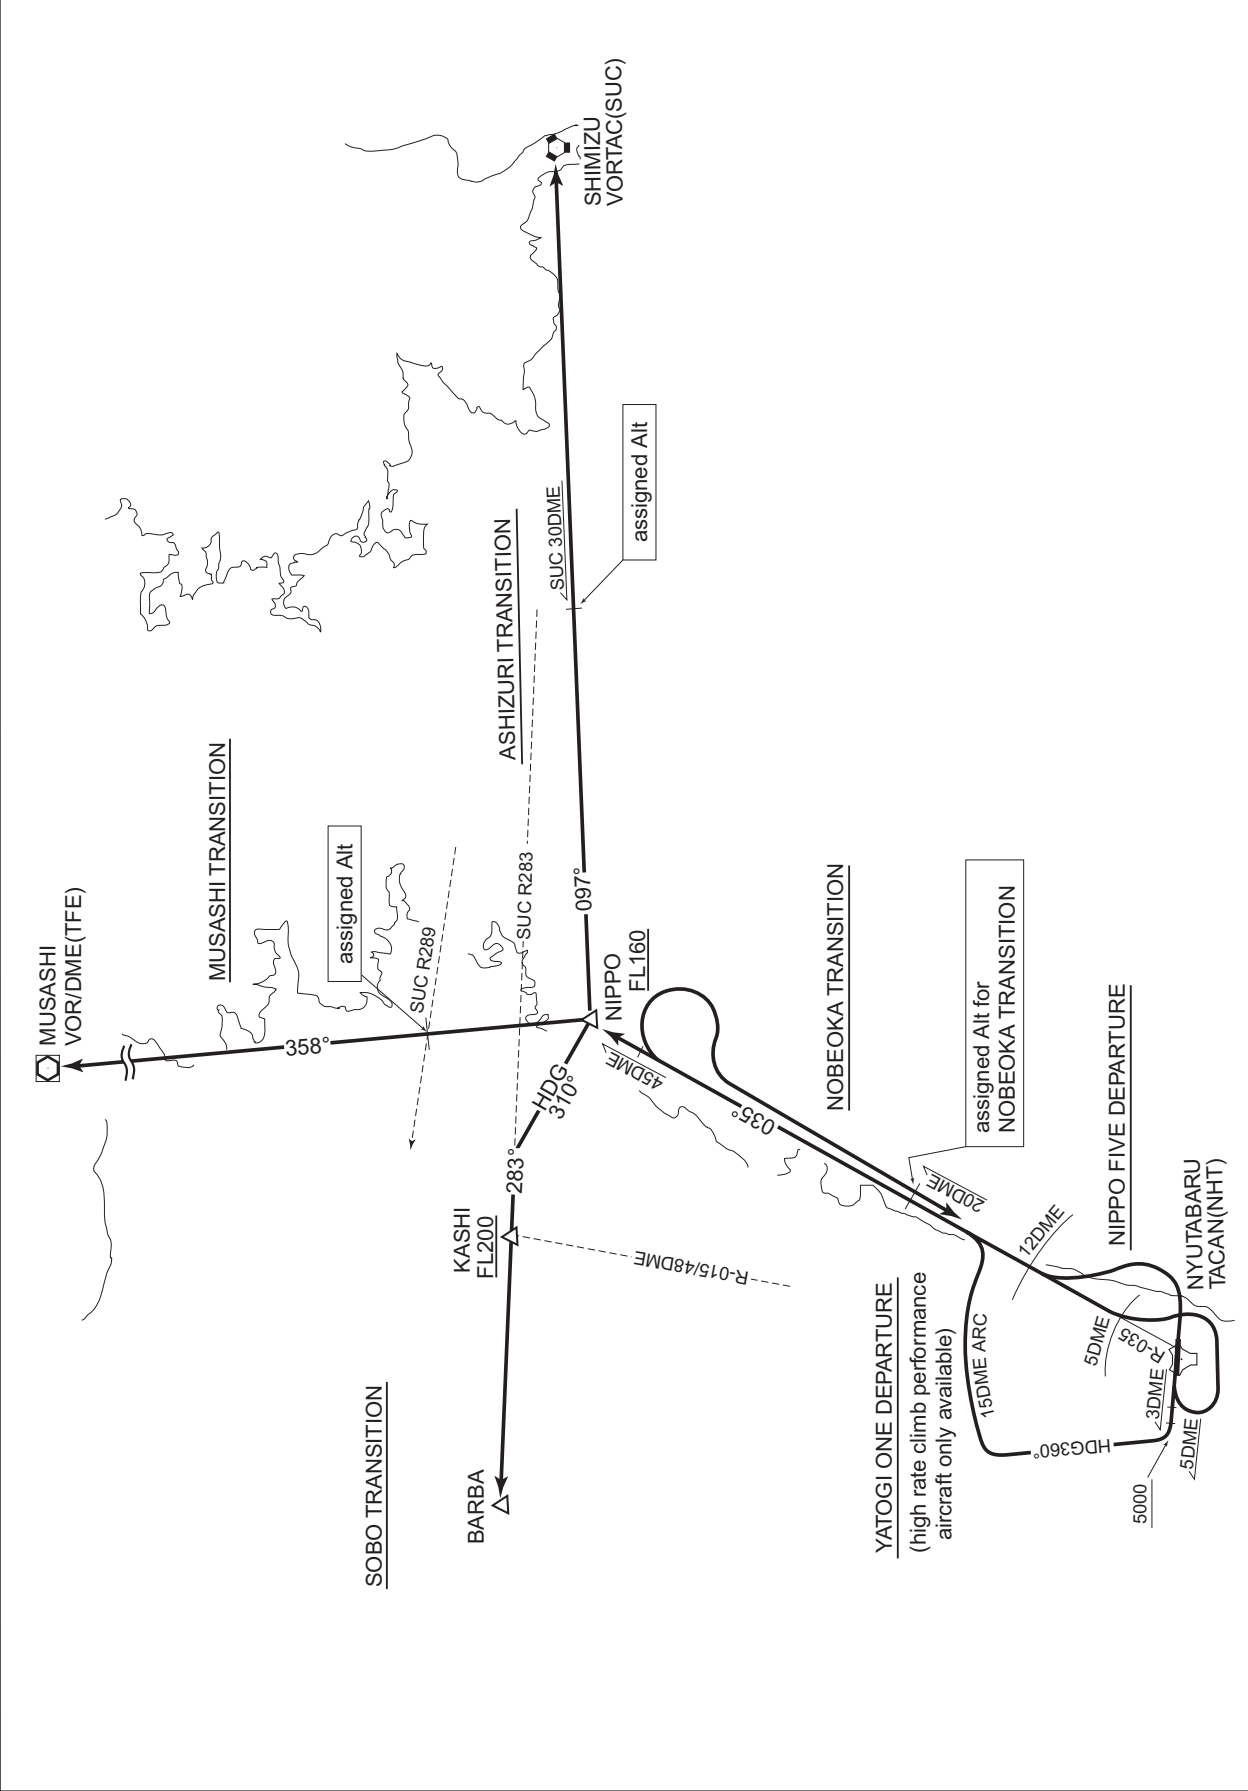 MUSASHI
VOR/DME(TFE)
MUSASHI TRANSITION
assigned Alt
SUC R289
358°
SHIMIZU
VORTAC(SUC)
ASHIZURI TRANSITION
SUC 30DME
assigned Alt
SUC R283
097°
NIPPO
FL160
HDG
310°
283°
KASHI
FL200
R-015/48DME
BARBA
SOBO TRANSITION
45DME
035°
NOBEOKA TRANSITION
assigned Alt for
NOBEOKA TRANSITION
20DME
NIPPO FIVE DEPARTURE
12DME
NYUTABARU
TACAN(NHT)
YATOGI ONE DEPARTURE
(high rate climb performance
aircraft only available)
15DME ARC
5DME
R-035
3DME
HDG360°
5DME
5000